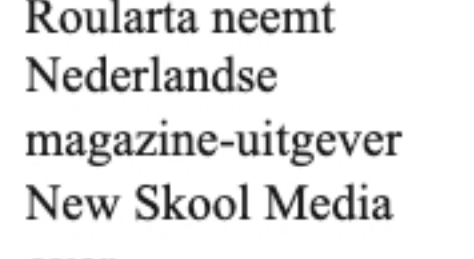 Roularta neemt
Nederlandse
magazine-uitgever
New Skool Media